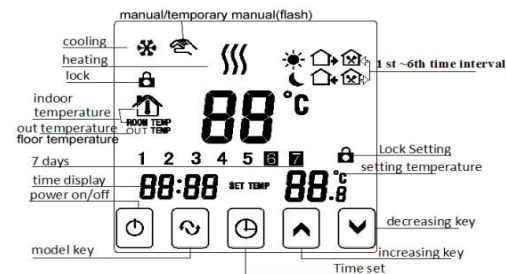 manual/temporary manual(flash)
cooling
heating
lock
1 st ~6th time interval
indoor
temperature
88 °C
ROOM TEMP
OUT TEMP
out temperature
floor temperature
7 days
1 2 3 4 5 6 7
Lock Setting
setting temperature
time display
88:88 SET TEMP 88.8 °C
power on/off
decreasing key
model key
increasing key
Time set